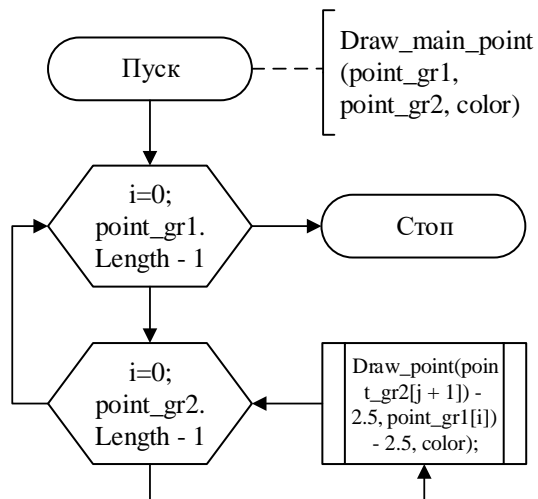 Пуск
Draw_main_point
(point_gr1,
point_gr2, color)
i=0;
point_gr1.
Length - 1
Стоп
i=0;
point_gr2.
Length - 1
Draw_point(poin
t_gr2[j + 1]) -
2.5, point_gr1[i])
- 2.5, color);